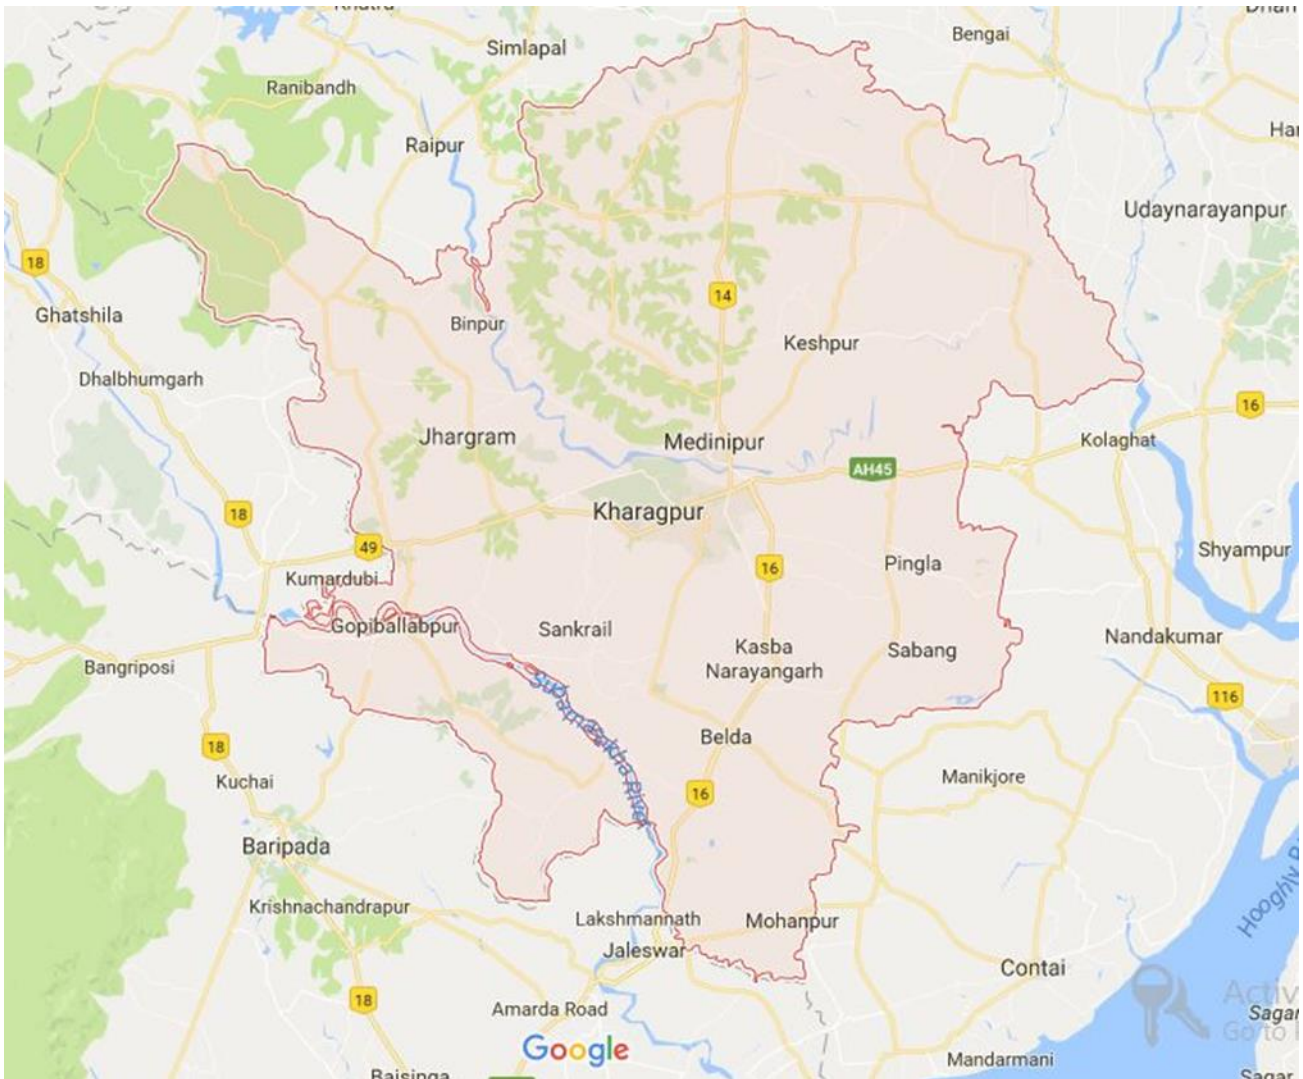 Simlapal
Bengai
Ranibandh
Raipur
Udaynarayanpur
18
14
Ghatshila
Binpur
Keshpur
Dhalbhumgarh
16
Jhargram
Medinipur
Kolaghat
AH45
18
Kharagpur
49
Shyampur
Pingla
16
Kumardubi
Gopiballabpur
Sankrail
Nandakumar
Kasba
Narayangarh
Sabang
Bangriposi
116
Subarnarekha River
Belda
18
Kuchai
Manikjore
16
Baripada
Krishnachandrapur
Lakshmannath
Mohanpur
Jaleswar
Contai
18
Amarda Road
Google
Mandarmani